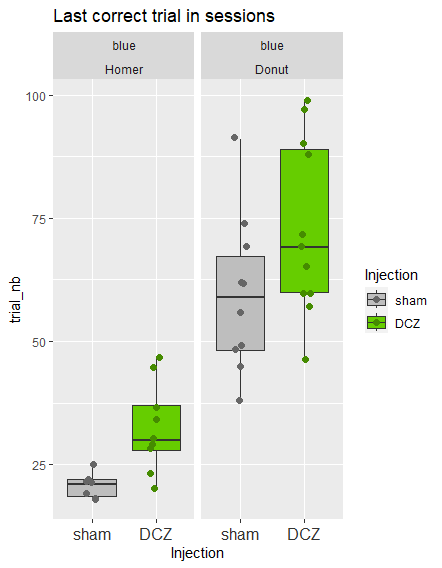 Last correct trial in sessions
blue
blue
Homer
Donut
100
75
50
25
trial_nb
sham
DCZ
sham
DCZ
Injection
Injection
sham
DCZ